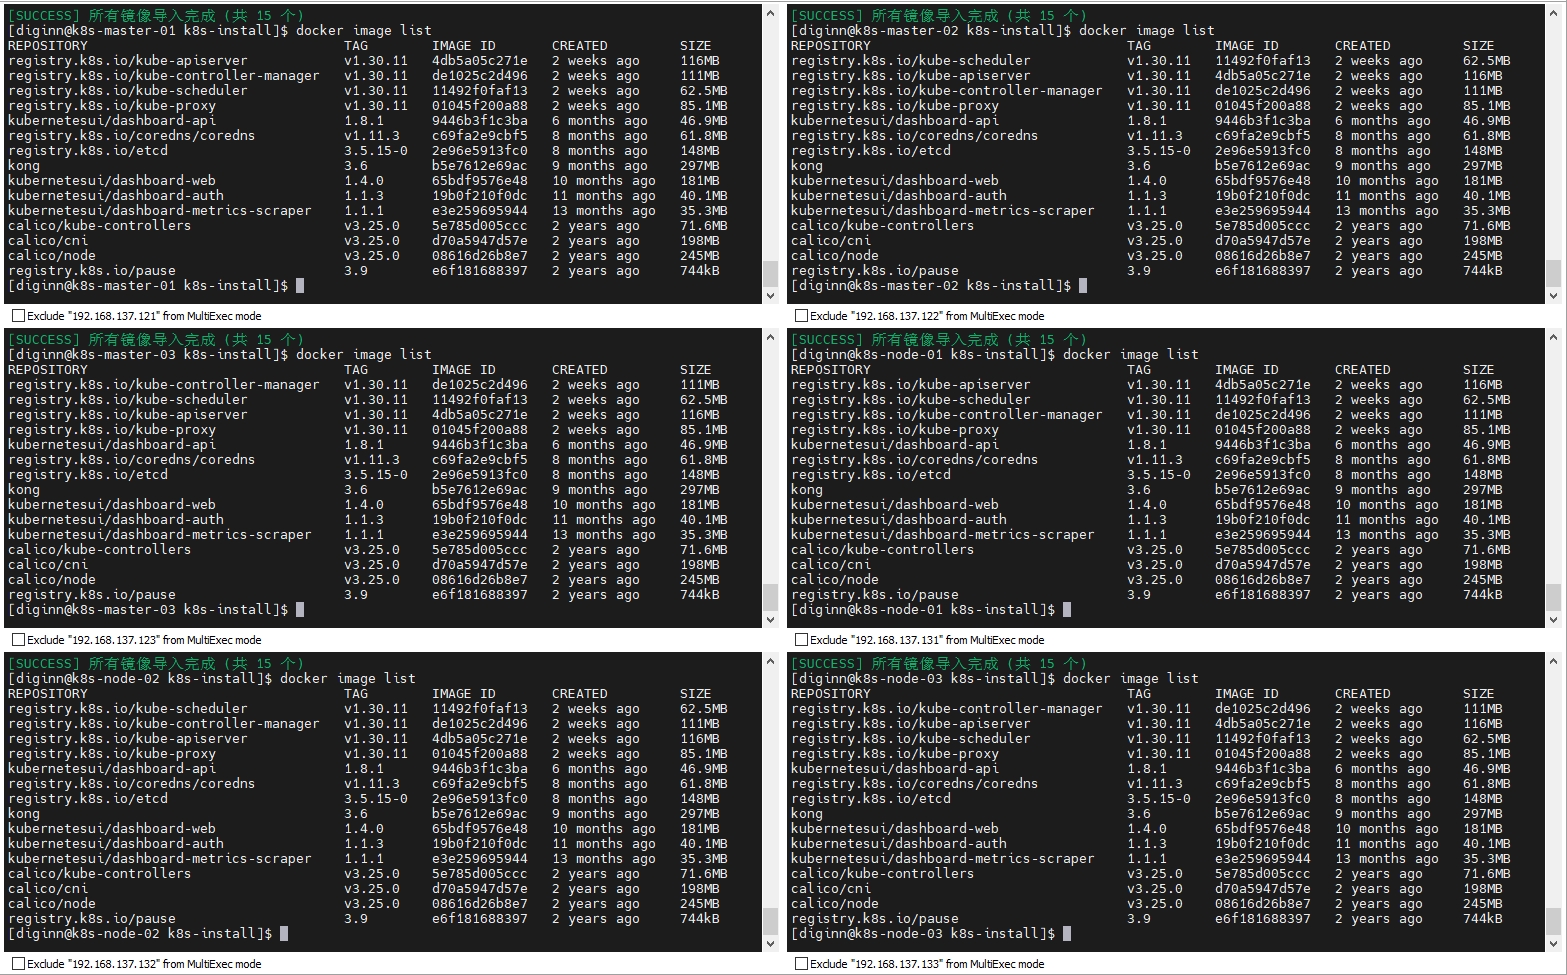 [SUCCESS] 所有镜像导入完成 (共 15 个)
[diginn@k8s-master-01 k8s-install]$ docker image list
REPOSITORY TAG IMAGE ID CREATED SIZE
registry.k8s.io/kube-apiserver v1.30.11 4db5a05c271e 2 weeks ago 116MB
registry.k8s.io/kube-controller-manager v1.30.11 de1025c2d496 2 weeks ago 111MB
registry.k8s.io/kube-scheduler v1.30.11 11492f0faf13 2 weeks ago 62.5MB
registry.k8s.io/kube-proxy v1.30.11 01045f200a88 2 weeks ago 85.1MB
kubernetesui/dashboard-api 1.8.1 9446b3f1c3ba 6 months ago 46.9MB
registry.k8s.io/coredns/coredns v1.11.3 c69fa2e9cbf5 8 months ago 61.8MB
registry.k8s.io/etcd 3.5.15-0 2e96e5913fc0 8 months ago 148MB
kong 3.6 b5e7612e69ac 9 months ago 297MB
kubernetesui/dashboard-web 1.4.0 65bdf9576e48 10 months ago 181MB
kubernetesui/dashboard-auth 1.1.3 19b0f210f0dc 11 months ago 40.1MB
kubernetesui/dashboard-metrics-scraper 1.1.1 e3e259695944 13 months ago 35.3MB
calico/kube-controllers v3.25.0 5e785d005ccc 2 years ago 71.6MB
calico/cni v3.25.0 d70a5947d57e 2 years ago 198MB
calico/node v3.25.0 08616d26b8e7 2 years ago 245MB
registry.k8s.io/pause 3.9 e6f181688397 2 years ago 744kB
[diginn@k8s-master-01 k8s-install]$
Exclude "192.168.137.121" from MultiExec mode
[SUCCESS] 所有镜像导入完成 (共 15 个)
[diginn@k8s-master-02 k8s-install]$ docker image list
REPOSITORY TAG IMAGE ID CREATED SIZE
registry.k8s.io/kube-scheduler v1.30.11 11492f0faf13 2 weeks ago 62.5MB
registry.k8s.io/kube-apiserver v1.30.11 4db5a05c271e 2 weeks ago 116MB
registry.k8s.io/kube-controller-manager v1.30.11 de1025c2d496 2 weeks ago 111MB
registry.k8s.io/kube-proxy v1.30.11 01045f200a88 2 weeks ago 85.1MB
kubernetesui/dashboard-api 1.8.1 9446b3f1c3ba 6 months ago 46.9MB
registry.k8s.io/coredns/coredns v1.11.3 c69fa2e9cbf5 8 months ago 61.8MB
registry.k8s.io/etcd 3.5.15-0 2e96e5913fc0 8 months ago 148MB
kong 3.6 b5e7612e69ac 9 months ago 297MB
kubernetesui/dashboard-web 1.4.0 65bdf9576e48 10 months ago 181MB
kubernetesui/dashboard-auth 1.1.3 19b0f210f0dc 11 months ago 40.1MB
kubernetesui/dashboard-metrics-scraper 1.1.1 e3e259695944 13 months ago 35.3MB
calico/kube-controllers v3.25.0 5e785d005ccc 2 years ago 71.6MB
calico/cni v3.25.0 d70a5947d57e 2 years ago 198MB
calico/node v3.25.0 08616d26b8e7 2 years ago 245MB
registry.k8s.io/pause 3.9 e6f181688397 2 years ago 744kB
[diginn@k8s-master-02 k8s-install]$
Exclude "192.168.137.122" from MultiExec mode
[SUCCESS] 所有镜像导入完成 (共 15 个)
[diginn@k8s-master-03 k8s-install]$ docker image list
REPOSITORY TAG IMAGE ID CREATED SIZE
registry.k8s.io/kube-controller-manager v1.30.11 de1025c2d496 2 weeks ago 111MB
registry.k8s.io/kube-scheduler v1.30.11 11492f0faf13 2 weeks ago 62.5MB
registry.k8s.io/kube-apiserver v1.30.11 4db5a05c271e 2 weeks ago 116MB
registry.k8s.io/kube-proxy v1.30.11 01045f200a88 2 weeks ago 85.1MB
kubernetesui/dashboard-api 1.8.1 9446b3f1c3ba 6 months ago 46.9MB
registry.k8s.io/coredns/coredns v1.11.3 c69fa2e9cbf5 8 months ago 61.8MB
registry.k8s.io/etcd 3.5.15-0 2e96e5913fc0 8 months ago 148MB
kong 3.6 b5e7612e69ac 9 months ago 297MB
kubernetesui/dashboard-web 1.4.0 65bdf9576e48 10 months ago 181MB
kubernetesui/dashboard-auth 1.1.3 19b0f210f0dc 11 months ago 40.1MB
kubernetesui/dashboard-metrics-scraper 1.1.1 e3e259695944 13 months ago 35.3MB
calico/kube-controllers v3.25.0 5e785d005ccc 2 years ago 71.6MB
calico/cni v3.25.0 d70a5947d57e 2 years ago 198MB
calico/node v3.25.0 08616d26b8e7 2 years ago 245MB
registry.k8s.io/pause 3.9 e6f181688397 2 years ago 744kB
[diginn@k8s-master-03 k8s-install]$
Exclude "192.168.137.123" from MultiExec mode
[SUCCESS] 所有镜像导入完成 (共 15 个)
[diginn@k8s-node-01 k8s-install]$ docker image list
REPOSITORY TAG IMAGE ID CREATED SIZE
registry.k8s.io/kube-apiserver v1.30.11 4db5a05c271e 2 weeks ago 116MB
registry.k8s.io/kube-scheduler v1.30.11 11492f0faf13 2 weeks ago 62.5MB
registry.k8s.io/kube-controller-manager v1.30.11 de1025c2d496 2 weeks ago 111MB
registry.k8s.io/kube-proxy v1.30.11 01045f200a88 2 weeks ago 85.1MB
kubernetesui/dashboard-api 1.8.1 9446b3f1c3ba 6 months ago 46.9MB
registry.k8s.io/coredns/coredns v1.11.3 c69fa2e9cbf5 8 months ago 61.8MB
registry.k8s.io/etcd 3.5.15-0 2e96e5913fc0 8 months ago 148MB
kong 3.6 b5e7612e69ac 9 months ago 297MB
kubernetesui/dashboard-web 1.4.0 65bdf9576e48 10 months ago 181MB
kubernetesui/dashboard-auth 1.1.3 19b0f210f0dc 11 months ago 40.1MB
kubernetesui/dashboard-metrics-scraper 1.1.1 e3e259695944 13 months ago 35.3MB
calico/kube-controllers v3.25.0 5e785d005ccc 2 years ago 71.6MB
calico/cni v3.25.0 d70a5947d57e 2 years ago 198MB
calico/node v3.25.0 08616d26b8e7 2 years ago 245MB
registry.k8s.io/pause 3.9 e6f181688397 2 years ago 744kB
[diginn@k8s-node-01 k8s-install]$
Exclude "192.168.137.131" from MultiExec mode
[SUCCESS] 所有镜像导入完成 (共 15 个)
[diginn@k8s-node-02 k8s-install]$ docker image list
REPOSITORY TAG IMAGE ID CREATED SIZE
registry.k8s.io/kube-scheduler v1.30.11 11492f0faf13 2 weeks ago 62.5MB
registry.k8s.io/kube-controller-manager v1.30.11 de1025c2d496 2 weeks ago 111MB
registry.k8s.io/kube-apiserver v1.30.11 4db5a05c271e 2 weeks ago 116MB
registry.k8s.io/kube-proxy v1.30.11 01045f200a88 2 weeks ago 85.1MB
kubernetesui/dashboard-api 1.8.1 9446b3f1c3ba 6 months ago 46.9MB
registry.k8s.io/coredns/coredns v1.11.3 c69fa2e9cbf5 8 months ago 61.8MB
registry.k8s.io/etcd 3.5.15-0 2e96e5913fc0 8 months ago 148MB
kong 3.6 b5e7612e69ac 9 months ago 297MB
kubernetesui/dashboard-web 1.4.0 65bdf9576e48 10 months ago 181MB
kubernetesui/dashboard-auth 1.1.3 19b0f210f0dc 11 months ago 40.1MB
kubernetesui/dashboard-metrics-scraper 1.1.1 e3e259695944 13 months ago 35.3MB
calico/kube-controllers v3.25.0 5e785d005ccc 2 years ago 71.6MB
calico/cni v3.25.0 d70a5947d57e 2 years ago 198MB
calico/node v3.25.0 08616d26b8e7 2 years ago 245MB
registry.k8s.io/pause 3.9 e6f181688397 2 years ago 744kB
[diginn@k8s-node-02 k8s-install]$
Exclude "192.168.137.132" from MultiExec mode
[SUCCESS] 所有镜像导入完成 (共 15 个)
[diginn@k8s-node-03 k8s-install]$ docker image list
REPOSITORY TAG IMAGE ID CREATED SIZE
registry.k8s.io/kube-controller-manager v1.30.11 de1025c2d496 2 weeks ago 111MB
registry.k8s.io/kube-apiserver v1.30.11 4db5a05c271e 2 weeks ago 116MB
registry.k8s.io/kube-scheduler v1.30.11 11492f0faf13 2 weeks ago 62.5MB
registry.k8s.io/kube-proxy v1.30.11 01045f200a88 2 weeks ago 85.1MB
kubernetesui/dashboard-api 1.8.1 9446b3f1c3ba 6 months ago 46.9MB
registry.k8s.io/coredns/coredns v1.11.3 c69fa2e9cbf5 8 months ago 61.8MB
registry.k8s.io/etcd 3.5.15-0 2e96e5913fc0 8 months ago 148MB
kong 3.6 b5e7612e69ac 9 months ago 297MB
kubernetesui/dashboard-web 1.4.0 65bdf9576e48 10 months ago 181MB
kubernetesui/dashboard-auth 1.1.3 19b0f210f0dc 11 months ago 40.1MB
kubernetesui/dashboard-metrics-scraper 1.1.1 e3e259695944 13 months ago 35.3MB
calico/kube-controllers v3.25.0 5e785d005ccc 2 years ago 71.6MB
calico/cni v3.25.0 d70a5947d57e 2 years ago 198MB
calico/node v3.25.0 08616d26b8e7 2 years ago 245MB
registry.k8s.io/pause 3.9 e6f181688397 2 years ago 744kB
[diginn@k8s-node-03 k8s-install]$
Exclude "192.168.137.133" from MultiExec mode